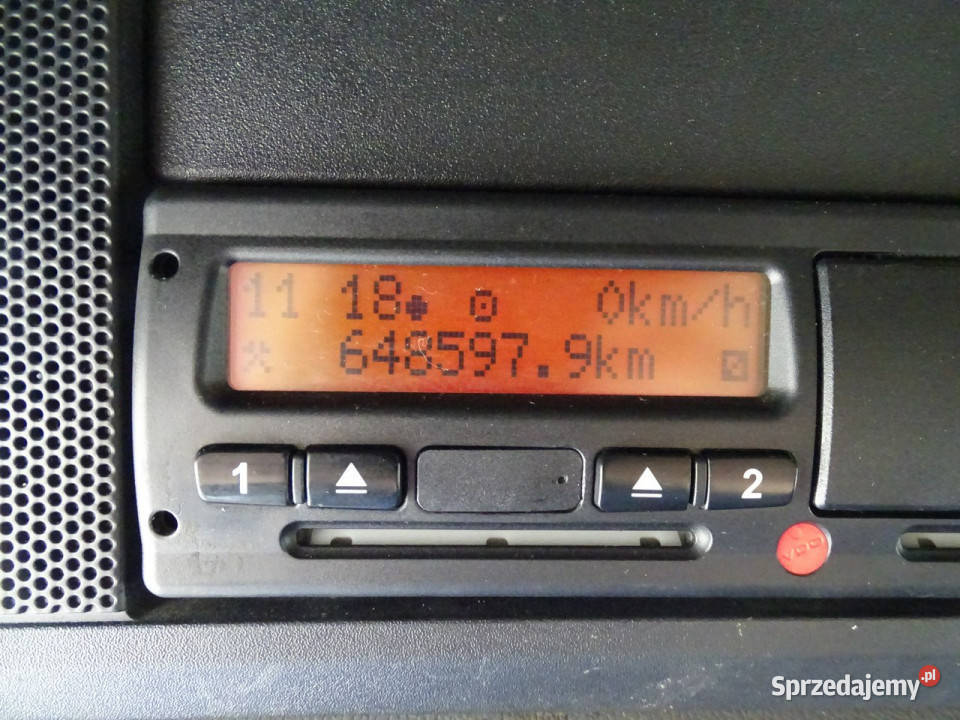 11 18 0km/h
648597.9km
1 2
VDO
Sprzedajemy.pl